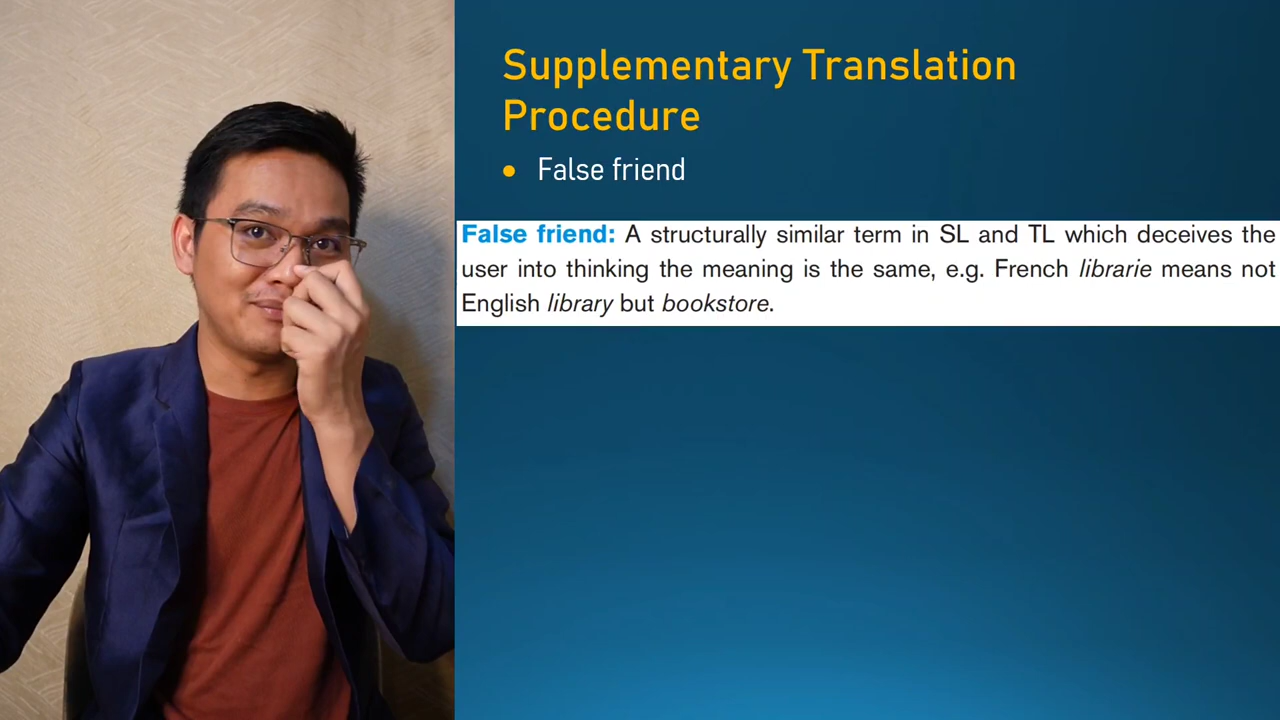 Supplementary Translation
Procedure
• False friend
False friend: A structurally similar term in SL and TL which deceives the
user into thinking the meaning is the same, e.g. French librarie means not
English library but bookstore.